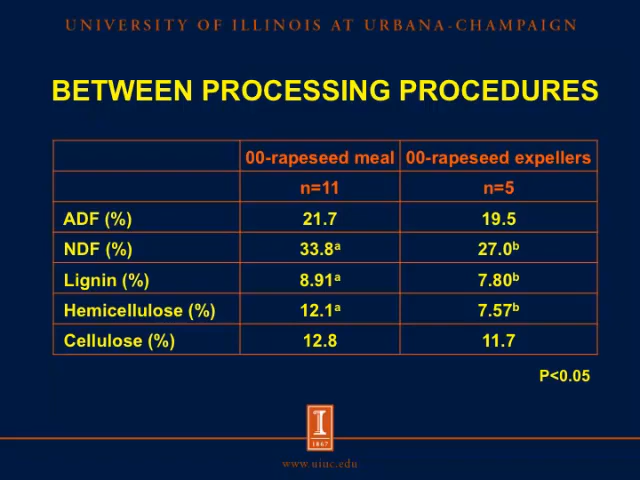 UNIVERSITY OF ILLINOIS AT URBANA-CHAMPAIGN
BETWEEN PROCESSING PROCEDURES
00-rapeseed meal 00-rapeseed expellers
n=11 n=5
ADF (%) 21.7 19.5
NDF (%) 33.8ᵃ 27.0ᵇ
Lignin (%) 8.91ᵃ 7.80ᵇ
Hemicellulose (%) 12.1ᵃ 7.57ᵇ
Cellulose (%) 12.8 11.7
P<0.05
I
1867
www.uiuc.edu